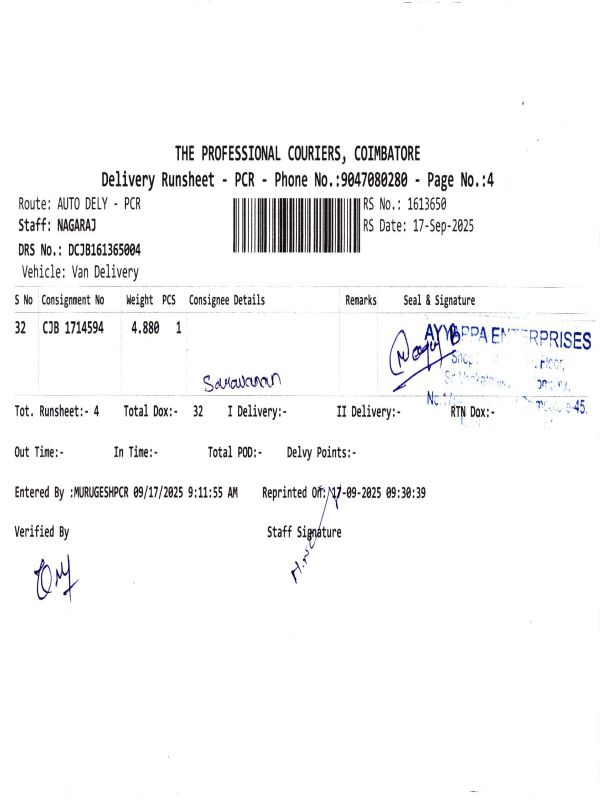 THE PROFESSIONAL COURIERS, COIMBATORE
Delivery Runsheet - PCR - Phone No.:9047080280 - Page No.:4
Route: AUTO DELY - PCR
RS No.: 1613650
Staff: NAGARAJ
RS Date: 17-Sep-2025
DRS No.: DCJB161365004
Vehicle: Van Delivery
S No Consignment No Weight PCS Consignee Details Remarks Seal & Signature
32 CJB 1714594 4.880 1
AYYAPPA ENTERPRISES
Saravanan
Tot. Runsheet:- 4 Total Dox:- 32 I Delivery:- II Delivery:- RTN Dox:-
Out Time:- In Time:- Total POD:- Delvy Points:-
Entered By :MURUGESHPCR 09/17/2025 9:11:55 AM Reprinted On: 17-09-2025 09:30:39
Verified By Staff Signature